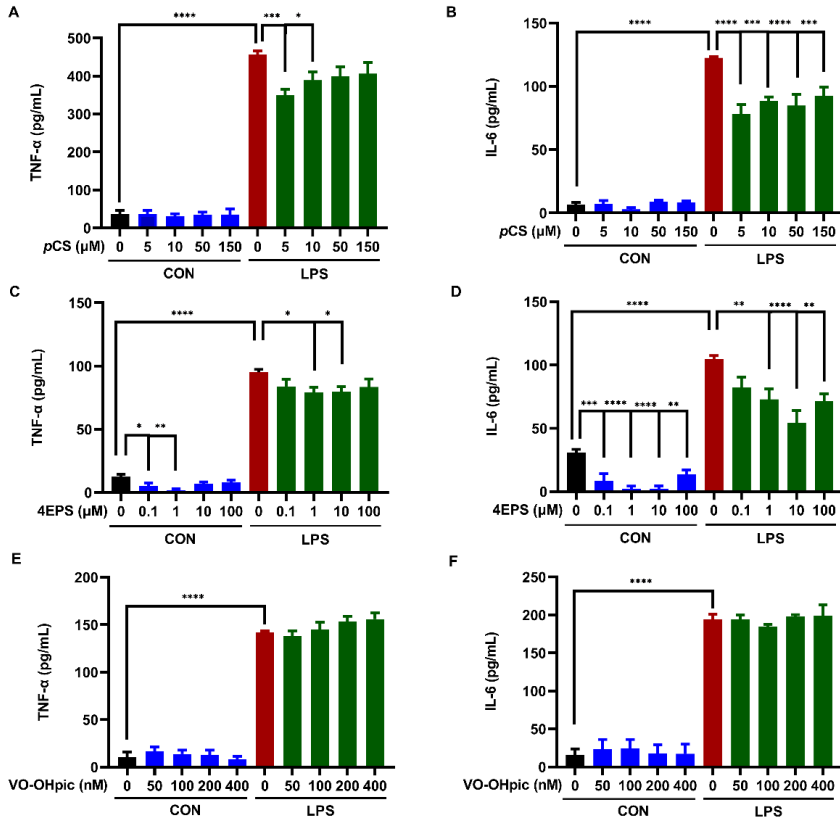 A
TNF-α (pg/mL)
500
400
300
200
100
0
**** *** *
pCS (μM) 0 5 10 50 150 0 5 10 50 150
CON LPS
B
IL-6 (pg/mL)
150
100
50
0
**** **** *** **** ***
pCS (μM) 0 5 10 50 150 0 5 10 50 150
CON LPS
C
TNF-α (pg/mL)
150
100
50
0
**** * *
* **
4EPS (μM) 0 0.1 1 10 100 0 0.1 1 10 100
CON LPS
D
IL-6 (pg/mL)
150
100
50
0
**** ** **** **
*** **** **** **
4EPS (μM) 0 0.1 1 10 100 0 0.1 1 10 100
CON LPS
E
TNF-α (pg/mL)
200
150
100
50
0
****
VO-OHpic (nM) 0 50 100 200 400 0 50 100 200 400
CON LPS
F
IL-6 (pg/mL)
250
200
150
100
50
0
****
VO-OHpic (nM) 0 50 100 200 400 0 50 100 200 400
CON LPS